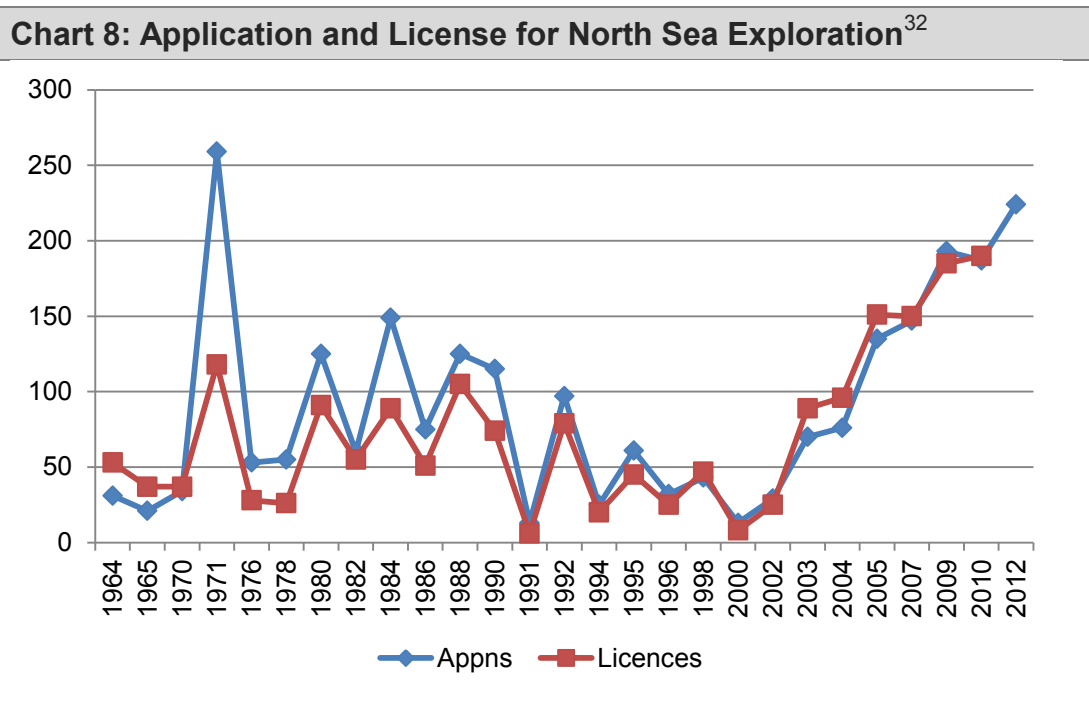 Chart 8: Application and License for North Sea Exploration32
300
250
200
150
100
50
0
1964 1965 1970 1971 1976 1978 1980 1982 1984 1986 1988 1990 1991 1992 1994 1995 1996 1998 2000 2002 2003 2004 2005 2007 2009 2010 2012
Appns Licences